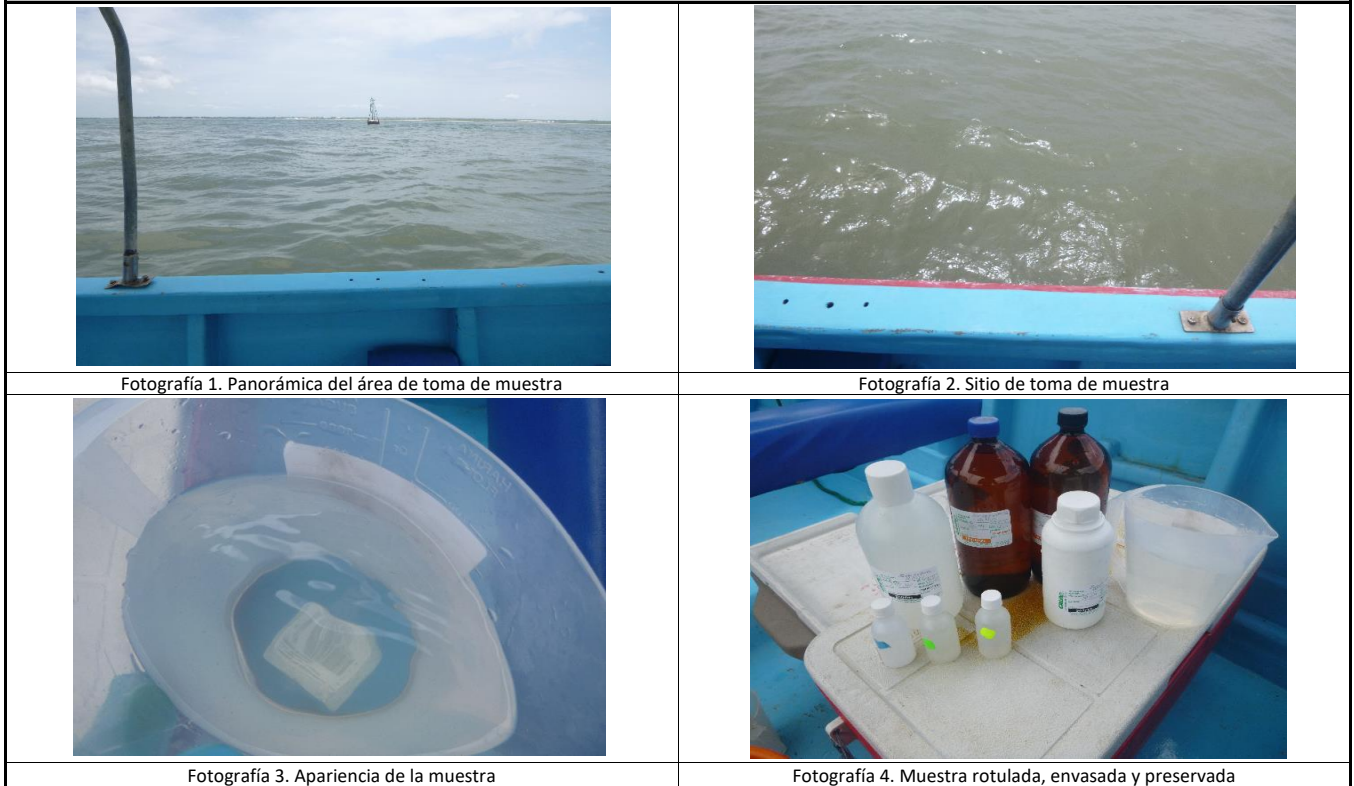 Fotografía 1. Panorámica del área de toma de muestra
Fotografía 2. Sitio de toma de muestra
Fotografía 3. Apariencia de la muestra
Fotografía 4. Muestra rotulada, envasada y preservada